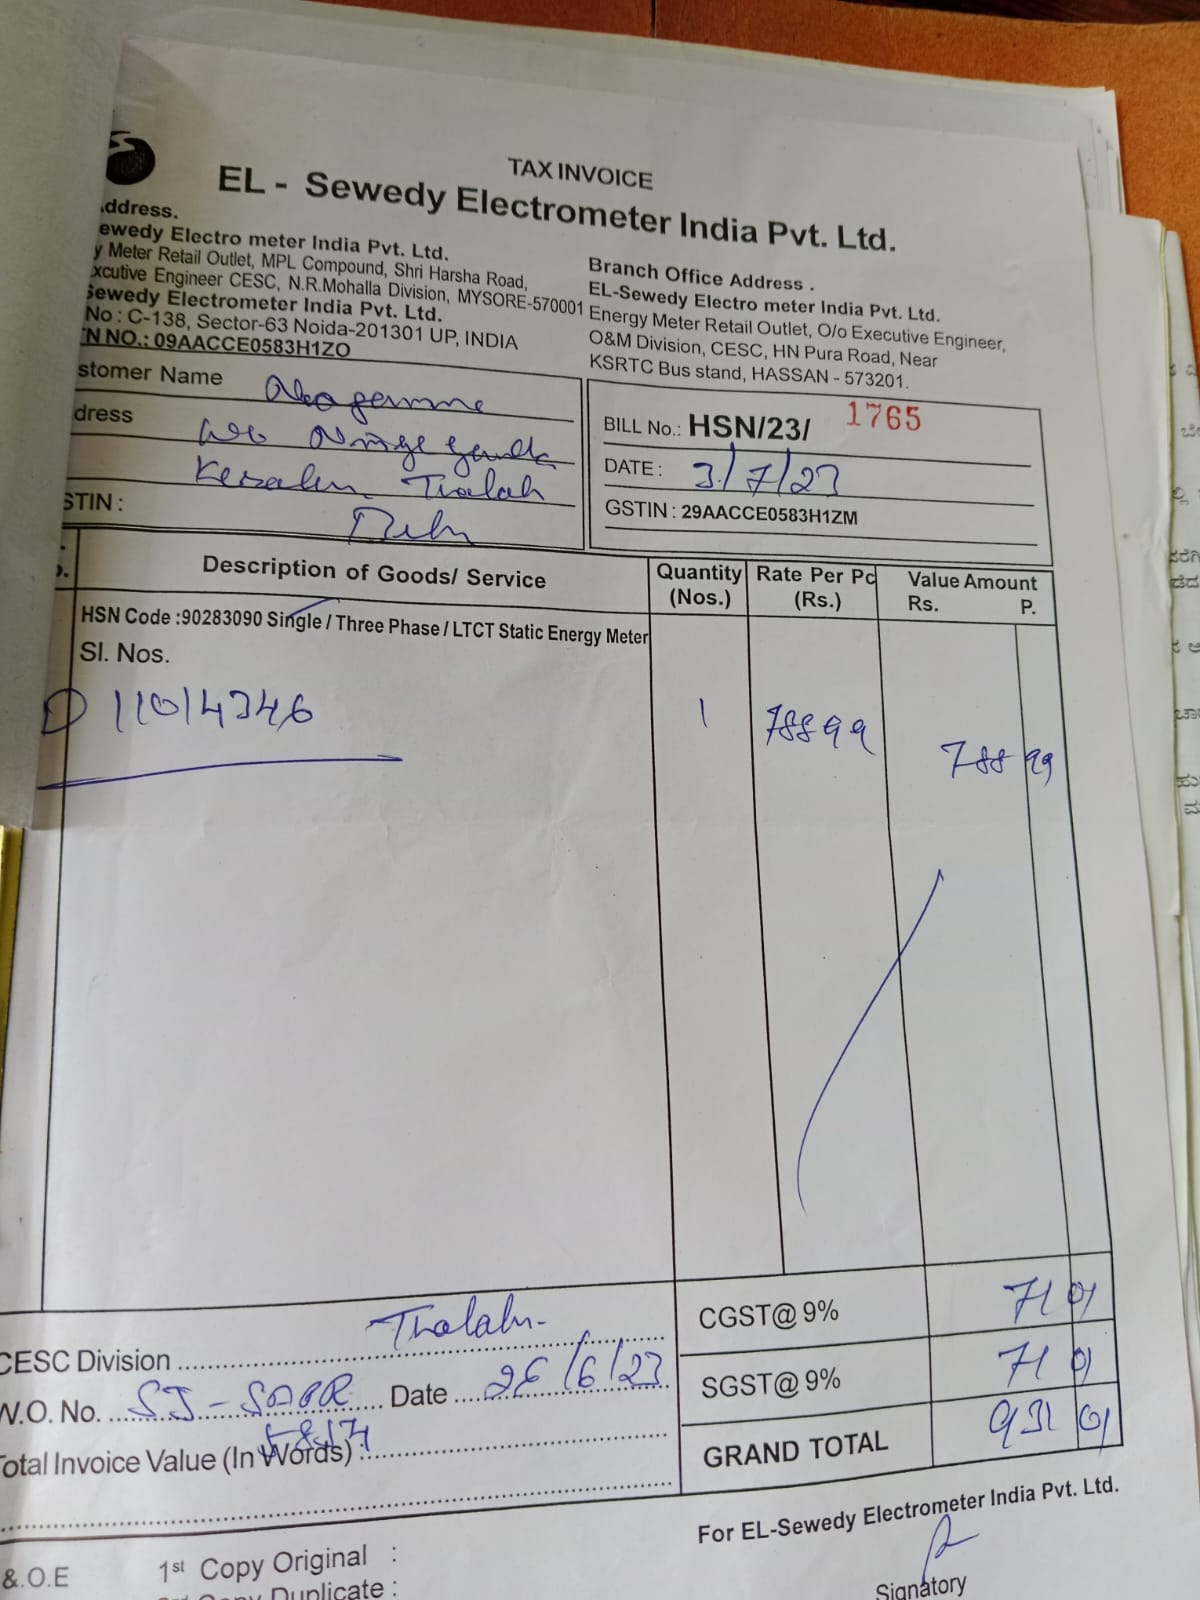 TAX INVOICE
EL - Sewedy Electrometer India Pvt. Ltd.
ddress.
ewedy Electro meter India Pvt. Ltd.
y Meter Retail Outlet, MPL Compound, Shri Harsha Road,
xcutive Engineer CESC, N.R.Mohalla Division, MYSORE-570001
Sewedy Electrometer India Pvt. Ltd.
No : C-138, Sector-63 Noida-201301 UP, INDIA
N NO.: 09AACCE0583H1ZO
Branch Office Address .
EL-Sewedy Electro meter India Pvt. Ltd.
Energy Meter Retail Outlet, O/o Executive Engineer,
O&M Division, CESC, HN Pura Road, Near
KSRTC Bus stand, HASSAN - 573201.
stomer Name
dress
STIN :
BILL No.: HSN/23/ 1765
DATE : 3/7/23
GSTIN : 29AACCE0583H1ZM
Description of Goods/ Service
Quantity (Nos.)
Rate Per Pc (Rs.)
Value Amount
Rs. P.
HSN Code :90283090 Single / Three Phase / LTCT Static Energy Meter
Sl. Nos.
11014346 1 788 99 788 99
CGST@ 9% 71 01
SGST@ 9% 71 01
GRAND TOTAL 931 01
CESC Division
W.O. No. Date 26/6/23
Total Invoice Value (In Words) :
For EL-Sewedy Electrometer India Pvt. Ltd.
Signatory
&.O.E 1st Copy Original :
Copy Duplicate :